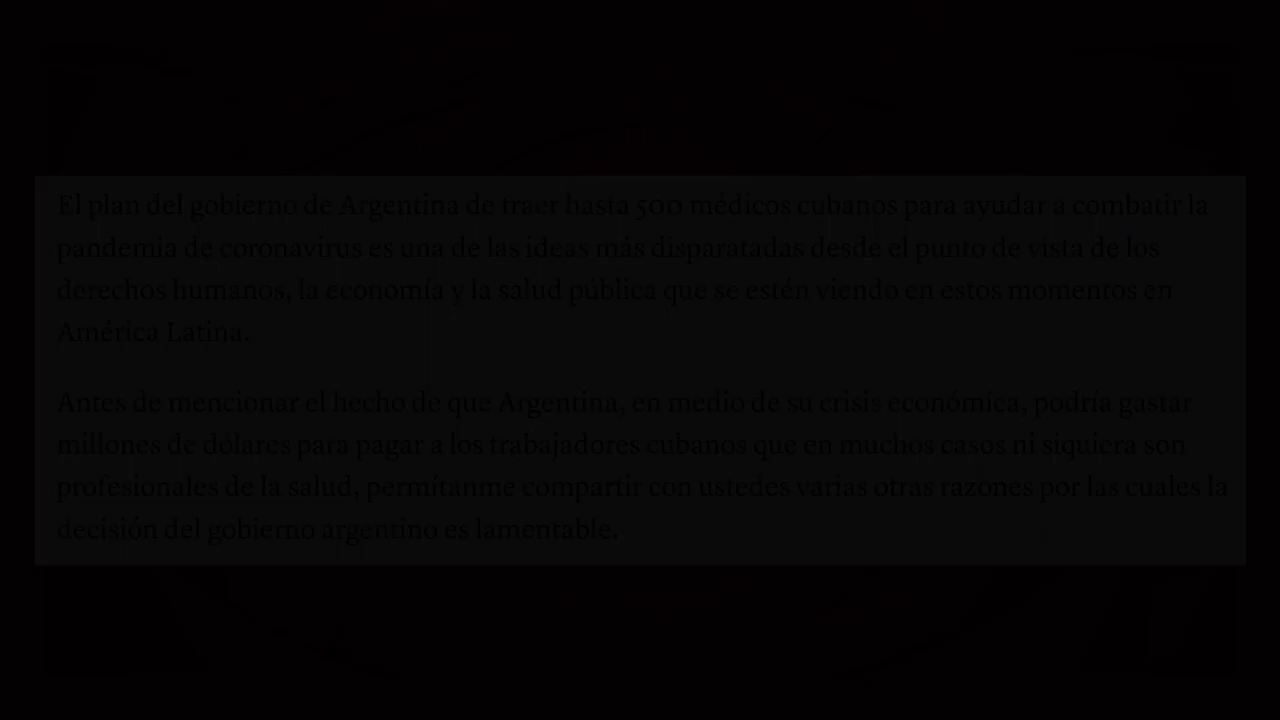 El plan del gobierno de Argentina de traer hasta 500 médicos cubanos para ayudar a combatir la
pandemia de coronavirus es una de las ideas más disparatadas desde el punto de vista de los
derechos humanos, la economía y la salud pública que se estén viendo en estos momentos en
América Latina.
Antes de mencionar el hecho de que Argentina, en medio de su crisis económica, podría gastar
millones de dólares para pagar a los trabajadores cubanos que en muchos casos ni siquiera son
profesionales de la salud, permítanme compartir con ustedes varias otras razones por las cuales la
decisión del gobierno argentino es lamentable.